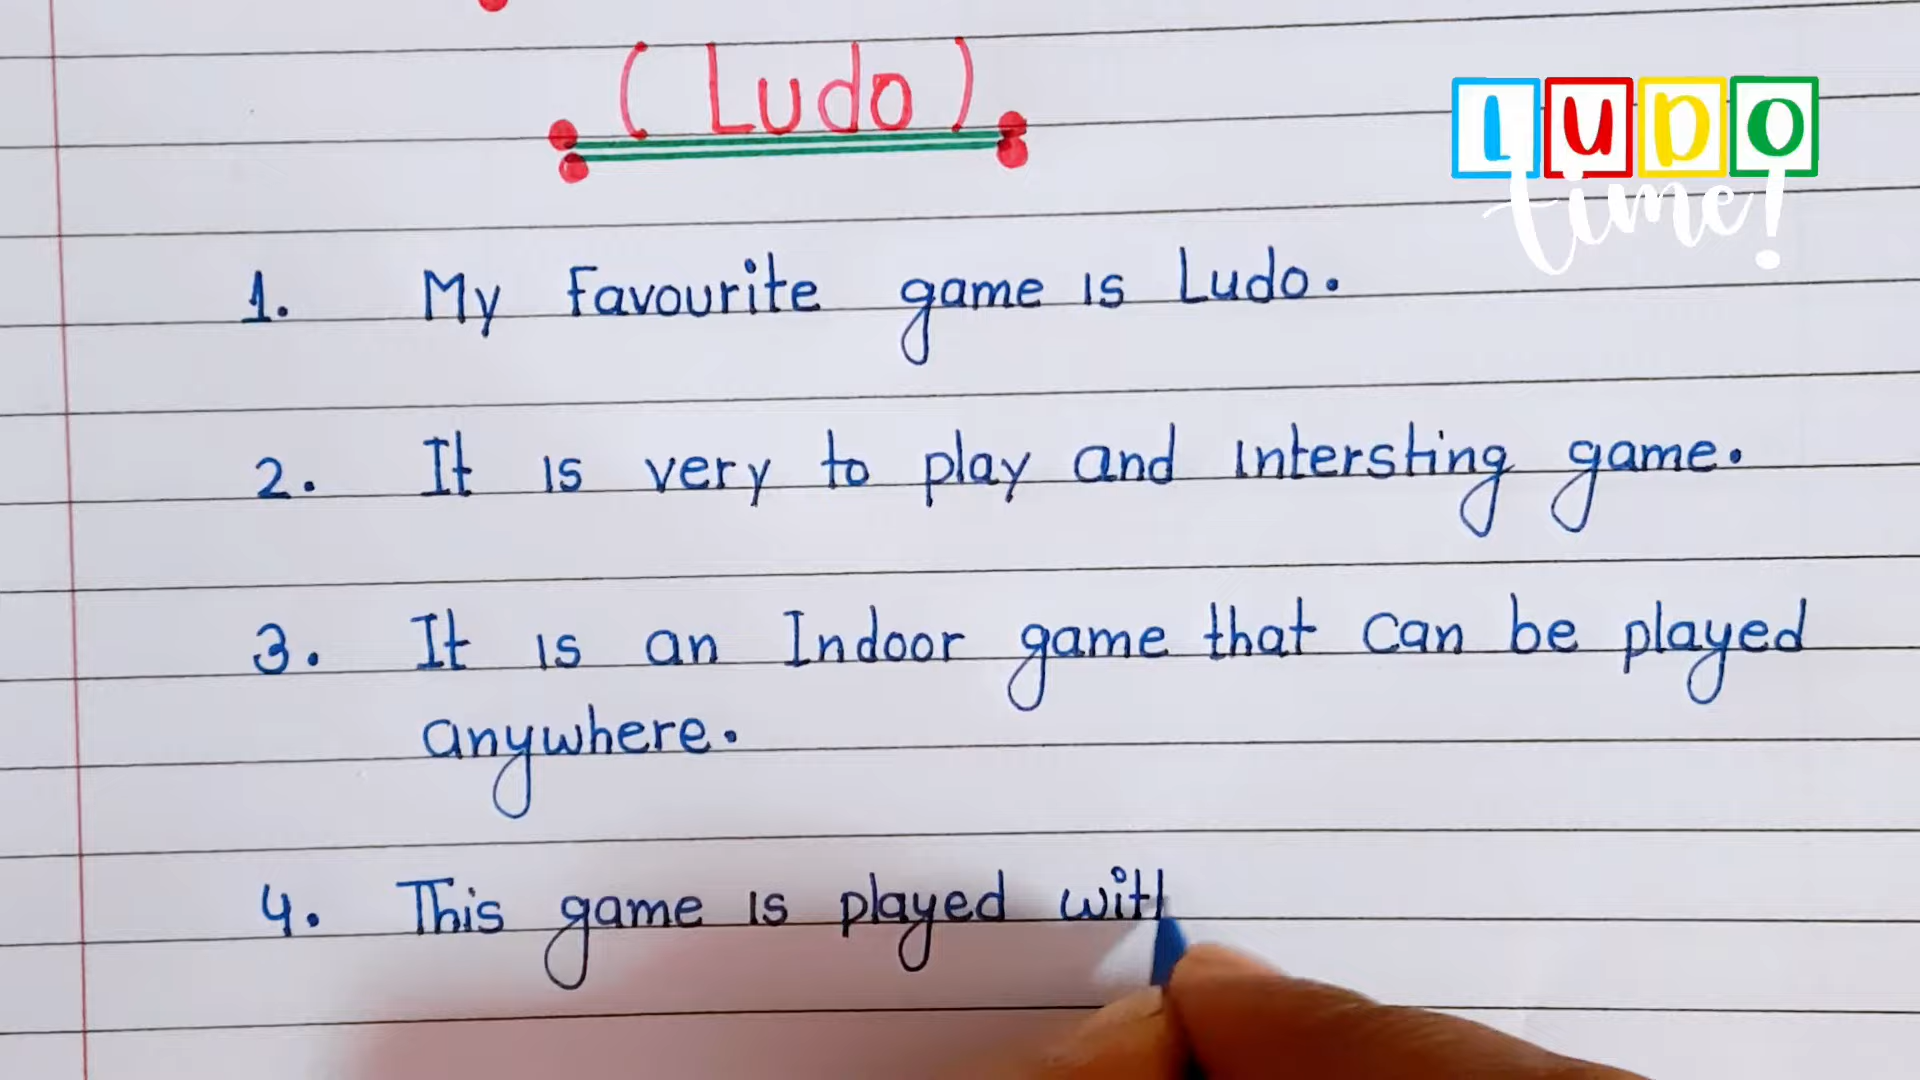 (Ludo)
LUDO
time!
1. My favourite game is Ludo.
2. It is very to play and intersting game.
3. It is an Indoor game that can be played
anywhere.
4. This game is played with